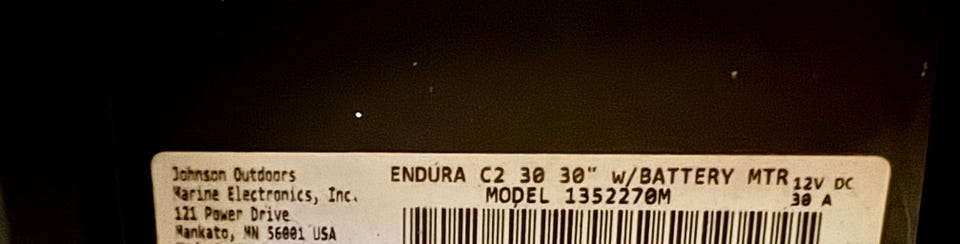 Johnson Outdoors
Marine Electronics, Inc.
121 Power Drive
Mankato, MN 56001 USA
ENDURA C2 30 30" w/BATTERY MTR
MODEL 1352270M
12V DC
30 A